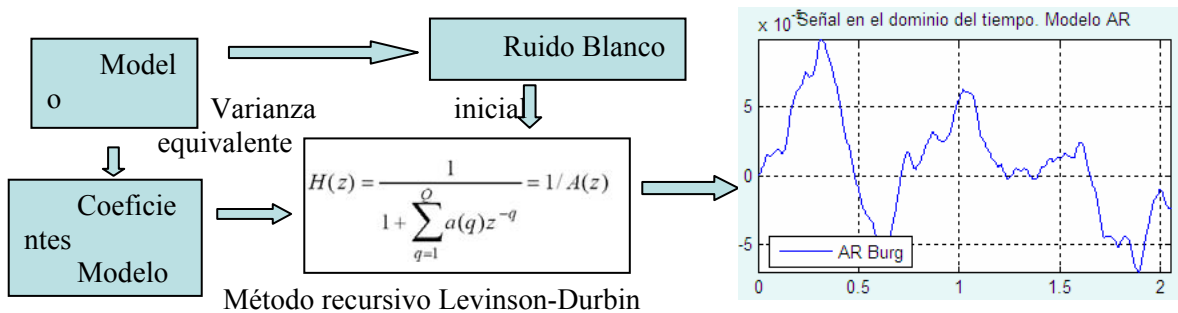 Model
o
Varianza
equivalente
Ruido Blanco
inicial
Coeficie
ntes
Modelo
H(z) = 1 / (1 + ∑_{q=1}^{Q} a(q)z^{-q}) = 1/ A(z)
Método recursivo Levinson-Durbin
x 10^-5 Señal en el dominio del tiempo. Modelo AR
5
0
-5
AR Burg
0 0.5 1 1.5 2